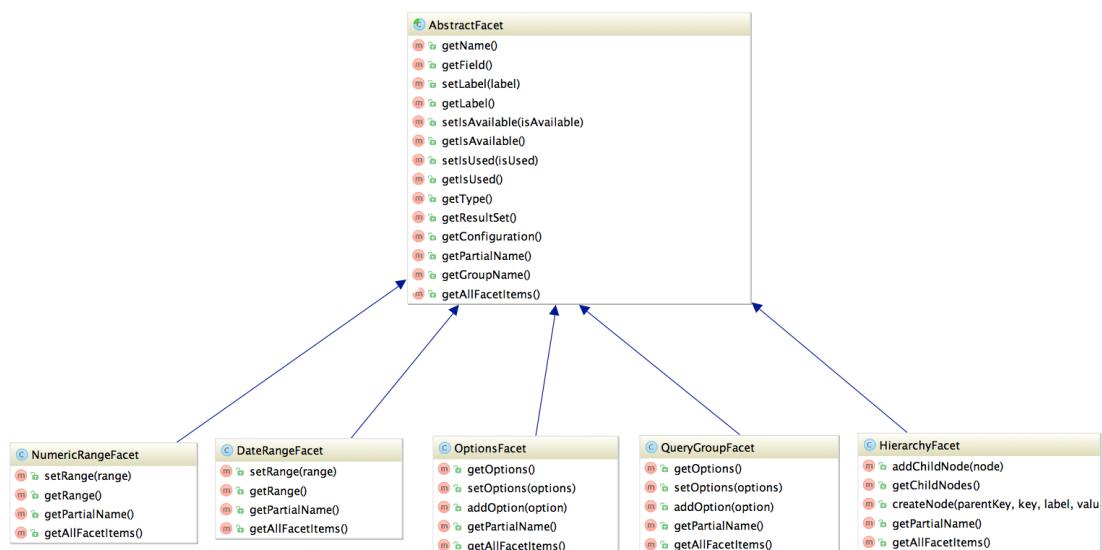 AbstractFacet
getName()
getField()
setLabel(label)
getLabel()
setIsAvailable(isAvailable)
getIsAvailable()
setIsUsed(isUsed)
getIsUsed()
getType()
getResultSet()
getConfiguration()
getPartialName()
getGroupName()
getAllFacetItems()
NumericRangeFacet
setRange(range)
getRange()
getPartialName()
getAllFacetItems()
DateRangeFacet
setRange(range)
getRange()
getPartialName()
getAllFacetItems()
OptionsFacet
getOptions()
setOptions(options)
addOption(option)
getPartialName()
getAllFacetItems()
QueryGroupFacet
getOptions()
setOptions(options)
addOption(option)
getPartialName()
getAllFacetItems()
HierarchyFacet
addChildNode(node)
getChildNodes()
createNode(parentKey, key, label, valu
getPartialName()
getAllFacetItems()